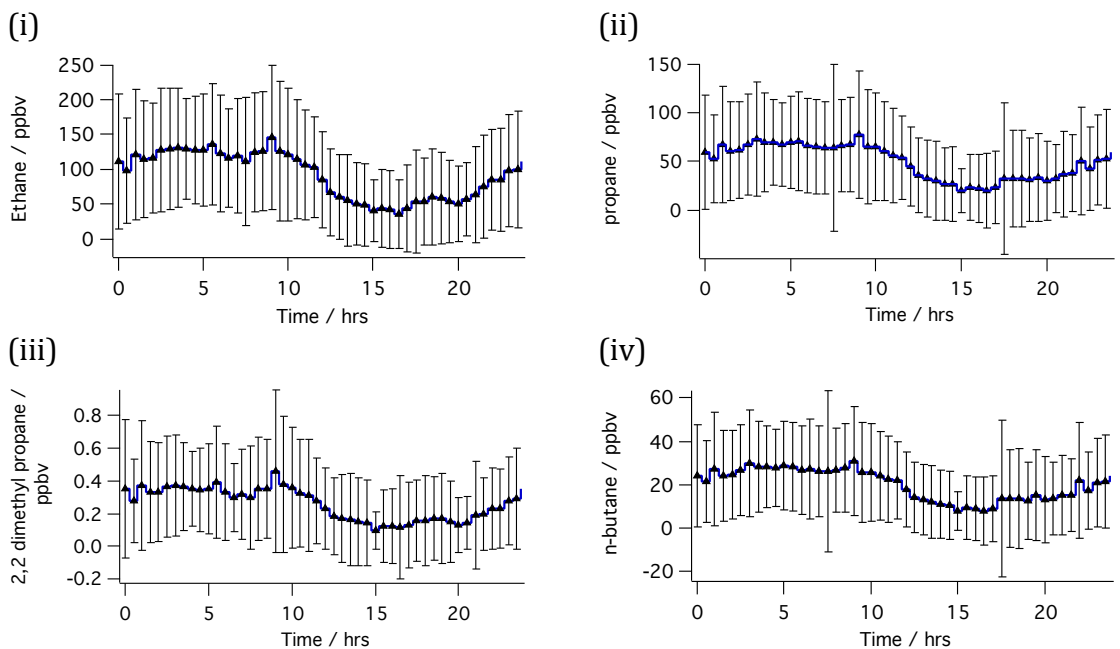 (i)
Ethane / ppbv
250
200
150
100
50
0
0 5 10 15 20
Time / hrs
(ii)
propane / ppbv
150
100
50
0
0 5 10 15 20
Time / hrs
(iii)
2,2 dimethyl propane /
ppbv
0.8
0.6
0.4
0.2
0.0
-0.2
0 5 10 15 20
Time / hrs
(iv)
n-butane / ppbv
60
40
20
0
-20
0 5 10 15 20
Time / hrs